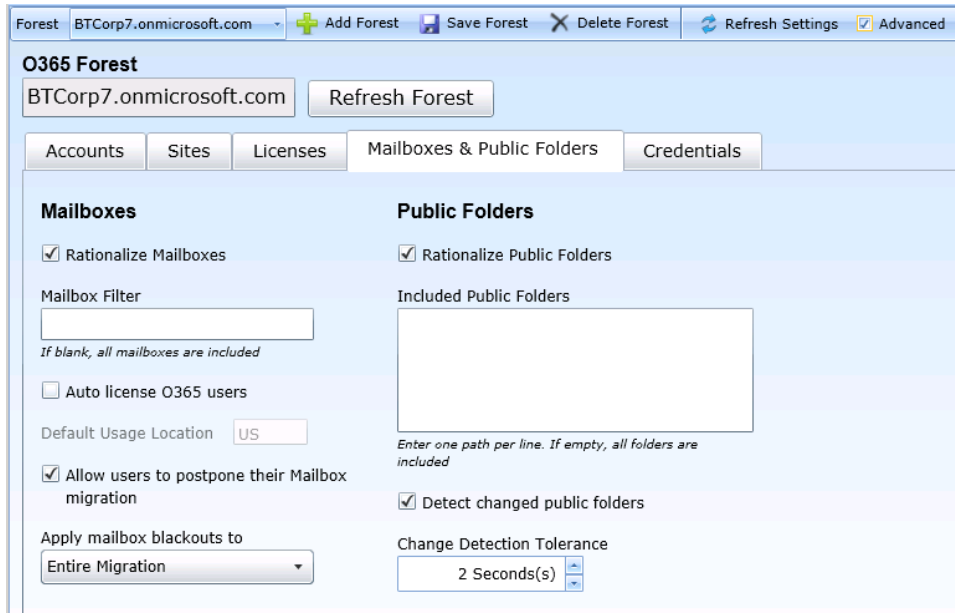 Forest BTCorp7.onmicrosoft.com Add Forest Save Forest Delete Forest Refresh Settings Advanced
O365 Forest
BTCorp7.onmicrosoft.com Refresh Forest
Accounts Sites Licenses Mailboxes & Public Folders Credentials
Mailboxes
Rationalize Mailboxes
Mailbox Filter
If blank, all mailboxes are included
Auto license O365 users
Default Usage Location US
Allow users to postpone their Mailbox
migration
Apply mailbox blackouts to
Entire Migration
Public Folders
Rationalize Public Folders
Included Public Folders
Enter one path per line. If empty, all folders are
included
Detect changed public folders
Change Detection Tolerance
2 Seconds(s)